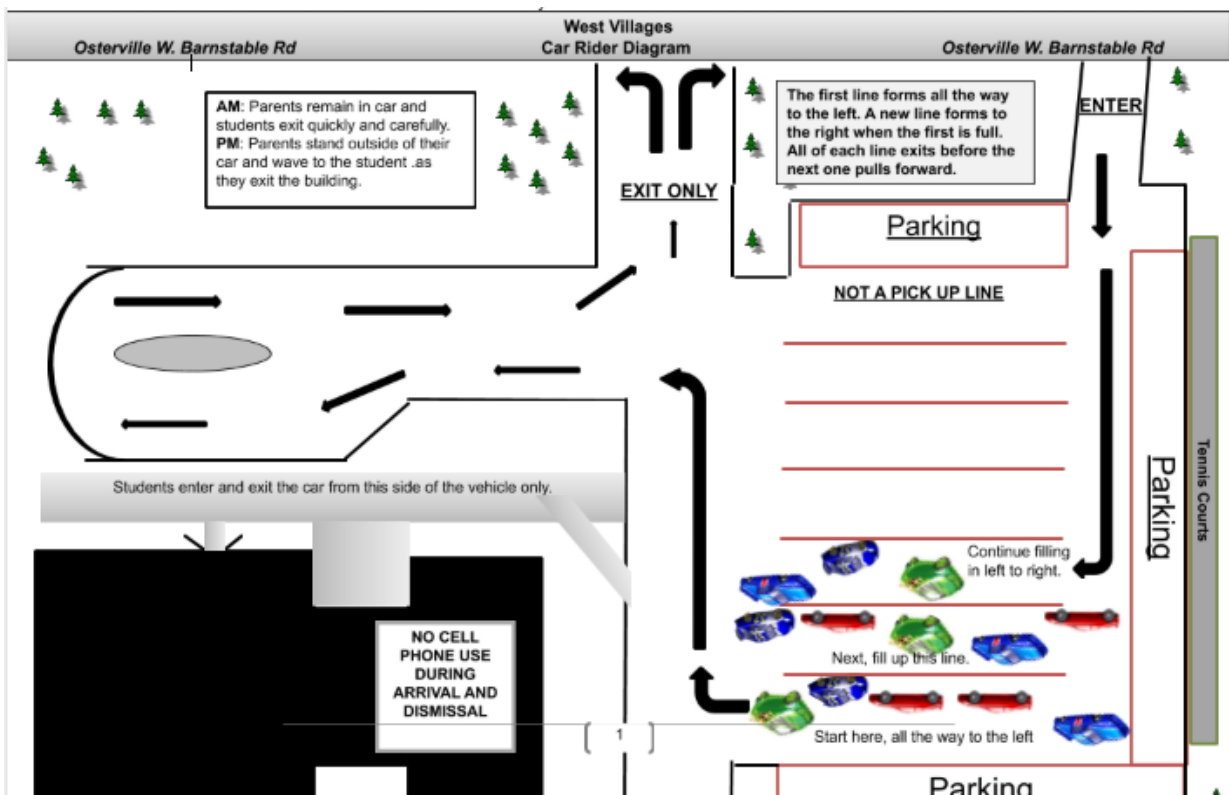 West Villages
Car Rider Diagram
Osterville W. Barnstable Rd
Osterville W. Barnstable Rd
AM: Parents remain in car and
students exit quickly and carefully.
PM: Parents stand outside of their
car and wave to the student .as
they exit the building.
The first line forms all the way
to the left. A new line forms to
the right when the first is full.
All of each line exits before the
next one pulls forward.
ENTER
EXIT ONLY
Parking
NOT A PICK UP LINE
Parking
Tennis Courts
Students enter and exit the car from this side of the vehicle only.
Continue filling
in left to right.
NO CELL
PHONE USE
DURING
ARRIVAL AND
DISMISSAL
Next, fill up this line.
1
Start here, all the way to the left
Parking